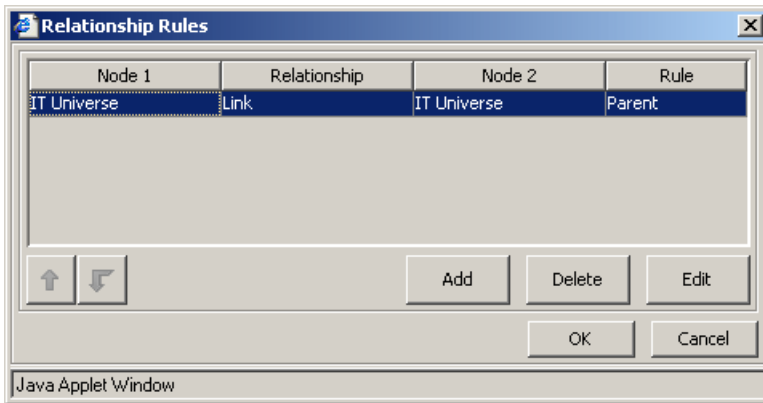 Relationship Rules
Node 1 Relationship Node 2 Rule
IT Universe Link IT Universe Parent
Add Delete Edit
OK Cancel
Java Applet Window